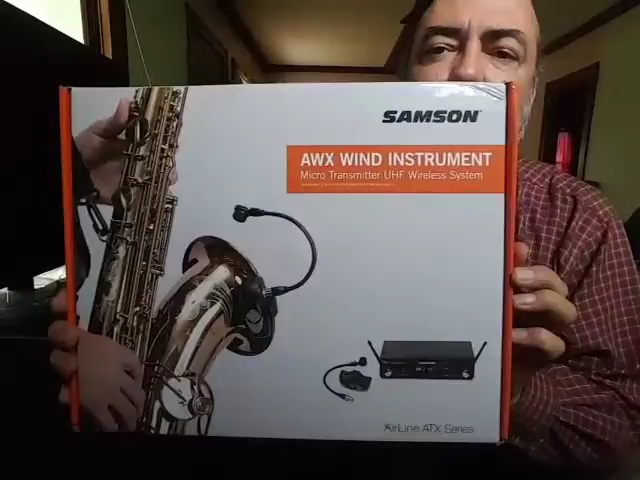 SAMSON
AWX WIND INSTRUMENT
Micro Transmitter UHF Wireless System
AirLine ATX Series